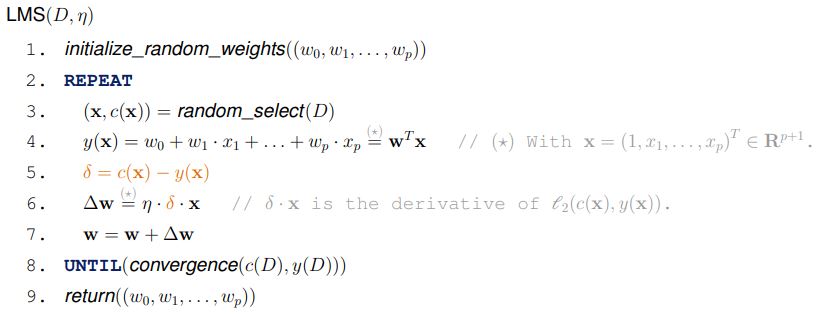 LMS(D, η)
1. initialize_random_weights((w₀, w₁, . . . , wₚ))
2. REPEAT
3. (x, c(x)) = random_select(D)
4. y(x) = w₀ + w₁ · x₁ + . . . + wₚ · xₚ (⋆)= wᵀx // (⋆) With x = (1, x₁, . . . , xₚ)ᵀ ∈ Rᵖ⁺¹.
5. δ = c(x) − y(x)
6. Δw (⋆)= η · δ · x // δ · x is the derivative of ℓ₂(c(x), y(x)).
7. w = w + Δw
8. UNTIL(convergence(c(D), y(D)))
9. return((w₀, w₁, . . . , wₚ))